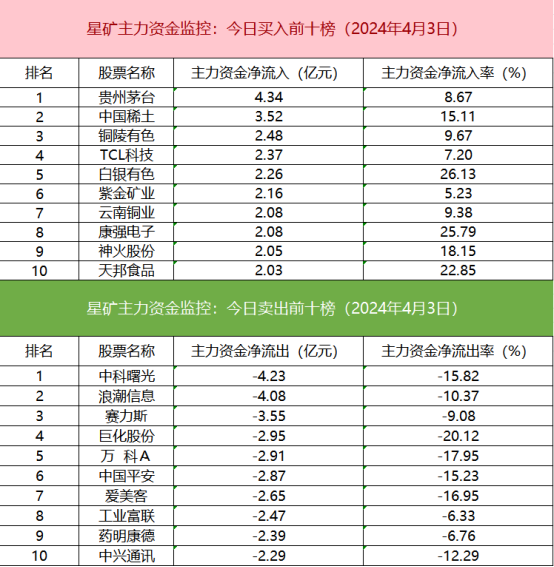 星矿主力资金监控：今日买入前十榜（2024年4月3日）
排名 股票名称 主力资金净流入（亿元） 主力资金净流入率（%）
1 贵州茅台 4.34 8.67
2 中国稀土 3.52 15.11
3 铜陵有色 2.48 9.67
4 TCL科技 2.37 7.20
5 白银有色 2.26 26.13
6 紫金矿业 2.16 5.23
7 云南铜业 2.08 9.38
8 康强电子 2.08 25.79
9 神火股份 2.05 18.15
10 天邦食品 2.03 22.85
星矿主力资金监控：今日卖出前十榜（2024年4月3日）
排名 股票名称 主力资金净流出（亿元） 主力资金净流出率（%）
1 中科曙光 -4.23 -15.82
2 浪潮信息 -4.08 -10.37
3 赛力斯 -3.55 -9.08
4 巨化股份 -2.95 -20.12
5 万 科Ａ -2.91 -17.95
6 中国平安 -2.87 -15.23
7 爱美客 -2.65 -16.95
8 工业富联 -2.47 -6.33
9 药明康德 -2.39 -6.76
10 中兴通讯 -2.29 -12.29